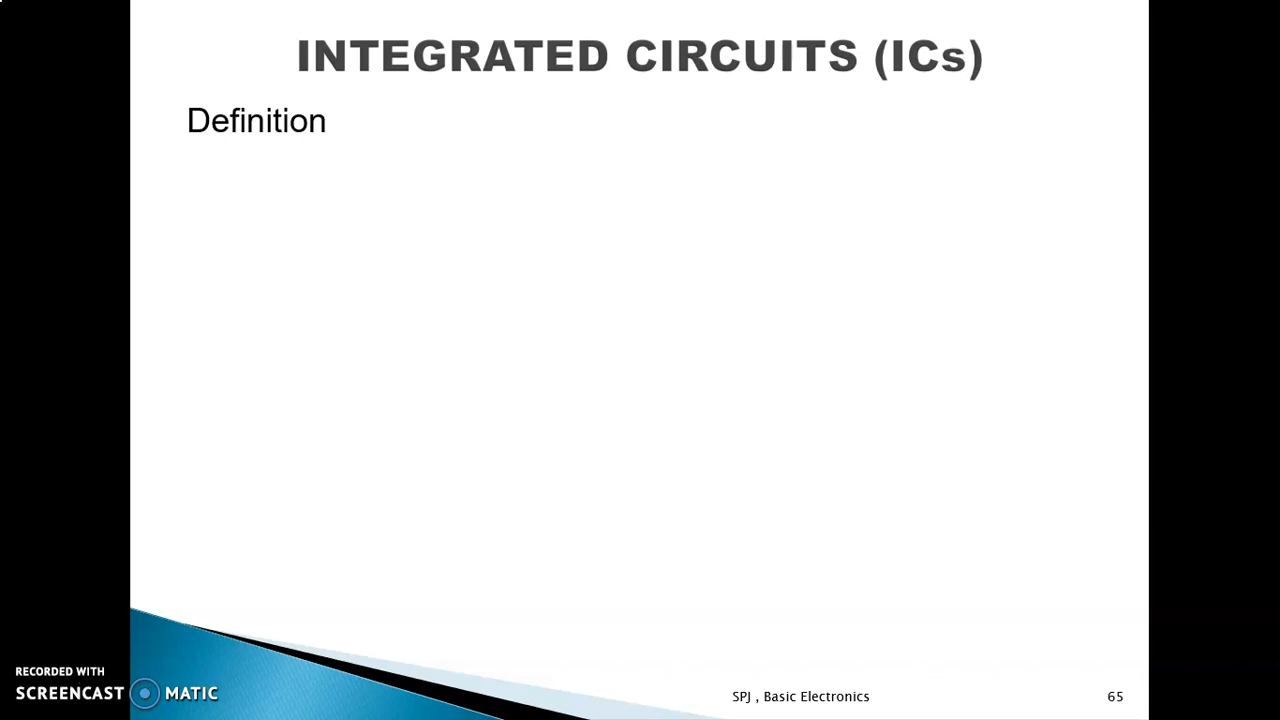 INTEGRATED CIRCUITS (ICs)
Definition
RECORDED WITH
SCREENCAST MATIC
SPJ , Basic Electronics
65